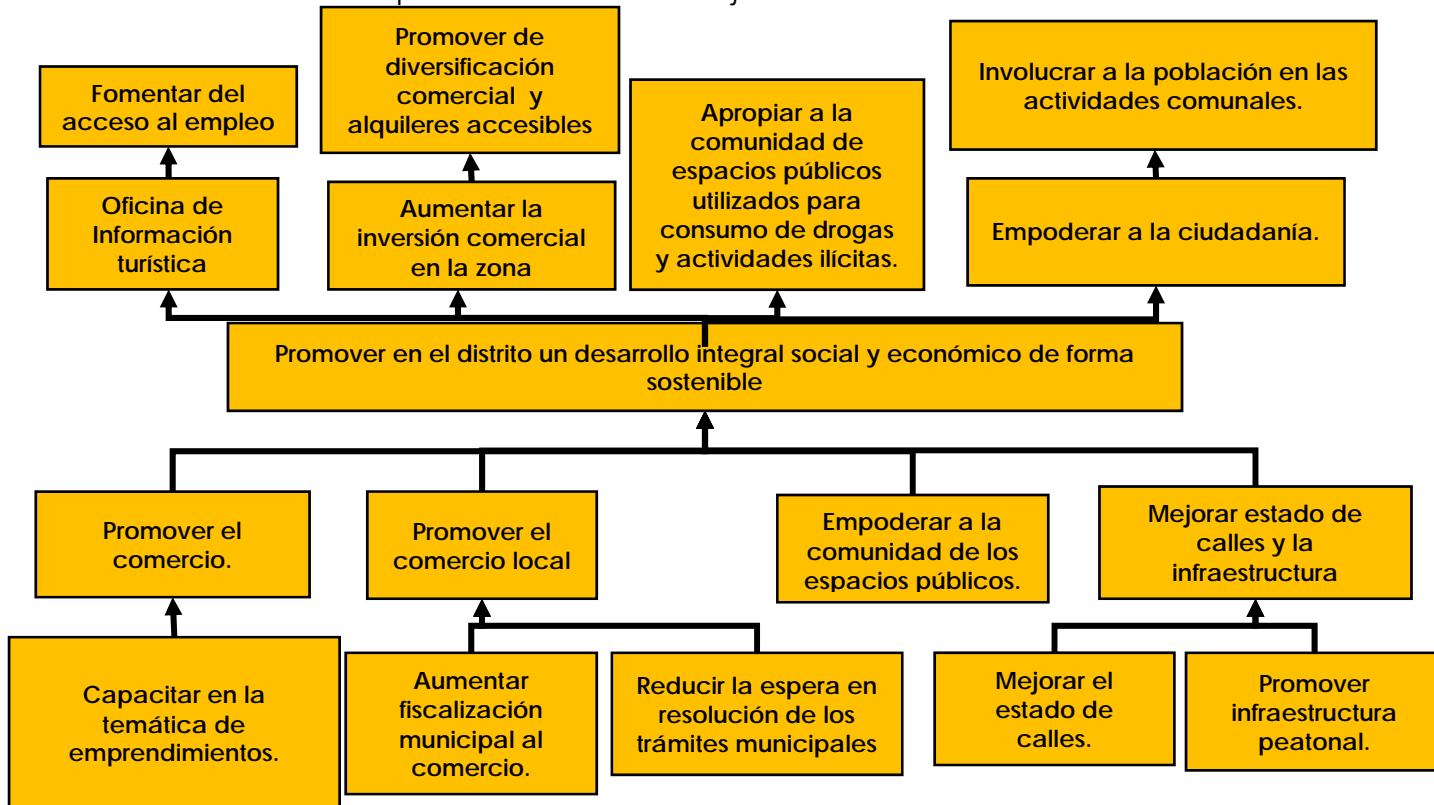 Promover de
diversificación
comercial y
alquileres accesibles
Fomentar del
acceso al empleo
Involucrar a la población en las
actividades comunales.
Apropiar a la
comunidad de
espacios públicos
utilizados para
consumo de drogas
y actividades ilícitas.
Oficina de
Información
turística
Aumentar la
inversión comercial
en la zona
Empoderar a la ciudadanía.
Promover en el distrito un desarrollo integral social y económico de forma
sostenible
Promover el
comercio.
Promover el
comercio local
Empoderar a la
comunidad de los
espacios públicos.
Mejorar estado de
calles y la
infraestructura
Capacitar en la
temática de
emprendimientos.
Aumentar
fiscalización
municipal al
comercio.
Reducir la espera en
resolución de los
trámites municipales
Mejorar el
estado de
calles.
Promover
infraestructura
peatonal.